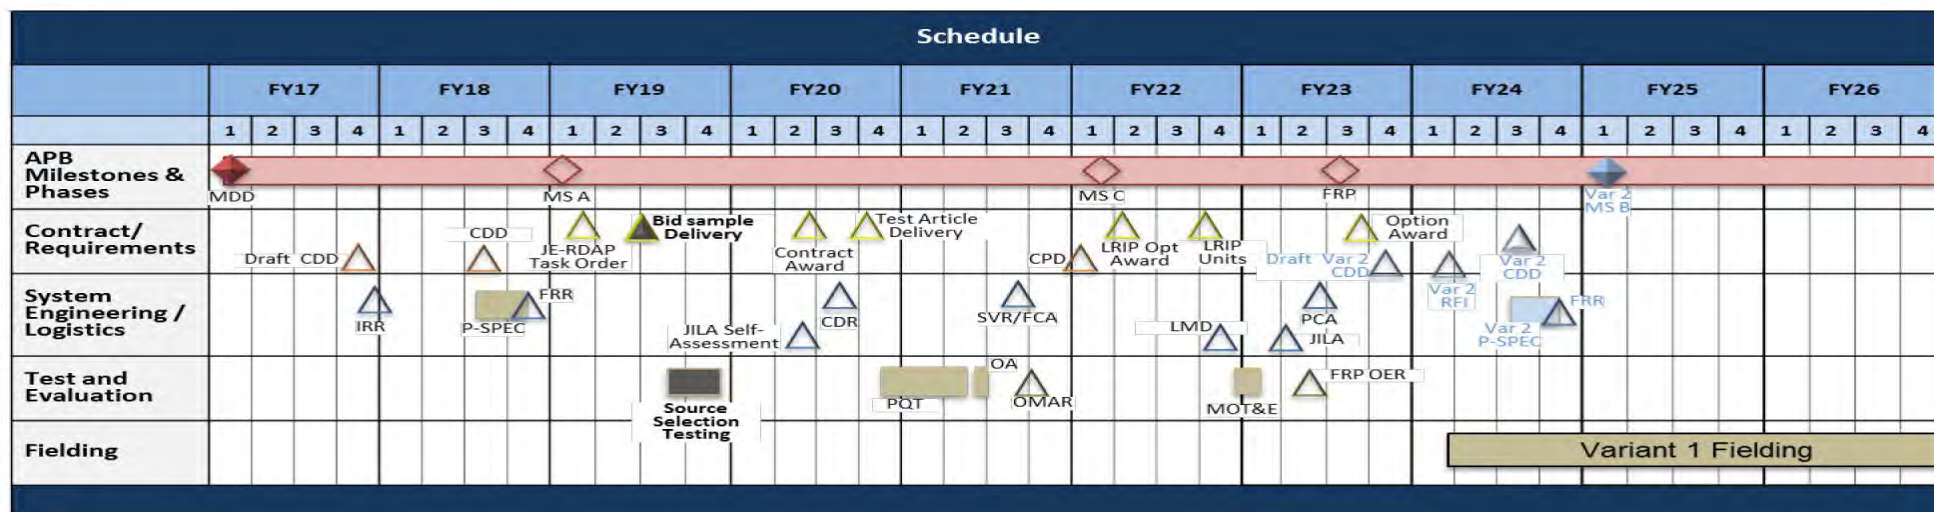 Schedule
FY17 FY18 FY19 FY20 FY21 FY22 FY23 FY24 FY25 FY26
1 2 3 4 1 2 3 4 1 2 3 4 1 2 3 4 1 2 3 4 1 2 3 4 1 2 3 4 1 2 3 4 1 2 3 4 1 2 3 4
APB
Milestones &
Phases
MDD
MS A
MS C
FRP
Var 2
MS B
Contract/
Requirements
Draft CDD
CDD
JE-RDAP
Task Order
Bid sample
Delivery
Contract
Award
Test Article
Delivery
CPD
LRIP Opt
Award
LRIP
Units
Draft Var 2
CDD
Option
Award
Var 2
RFI
Var 2
CDD
System
Engineering /
Logistics
IRR
P-SPEC
FRR
JILA Self-
Assessment
CDR
SVR/FCA
LMD
PCA
JILA
Var 2
P-SPEC
FRR
Test and
Evaluation
Source
Selection
Testing
PQT
OA
OMAR
MOT&E
FRP OER
Fielding
Variant 1 Fielding